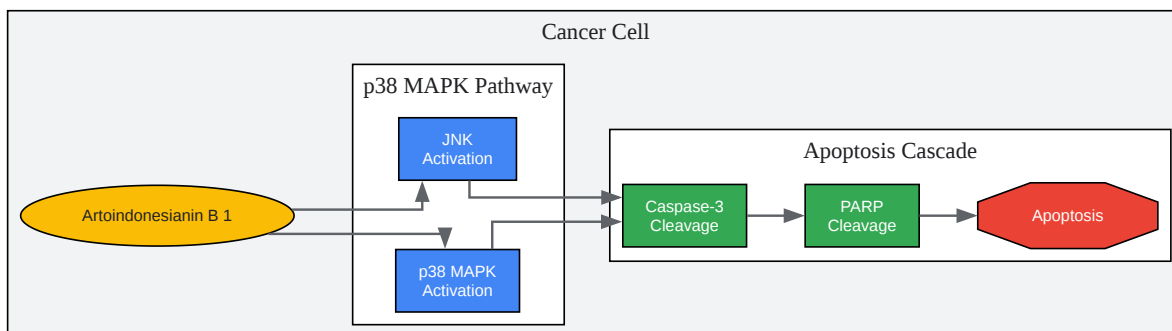 Cancer Cell
p38 MAPK Pathway
JNK
Activation
Apoptosis Cascade
Artoindonesianin B 1
Caspase-3
Cleavage
PARP
Cleavage
Apoptosis
p38 MAPK
Activation